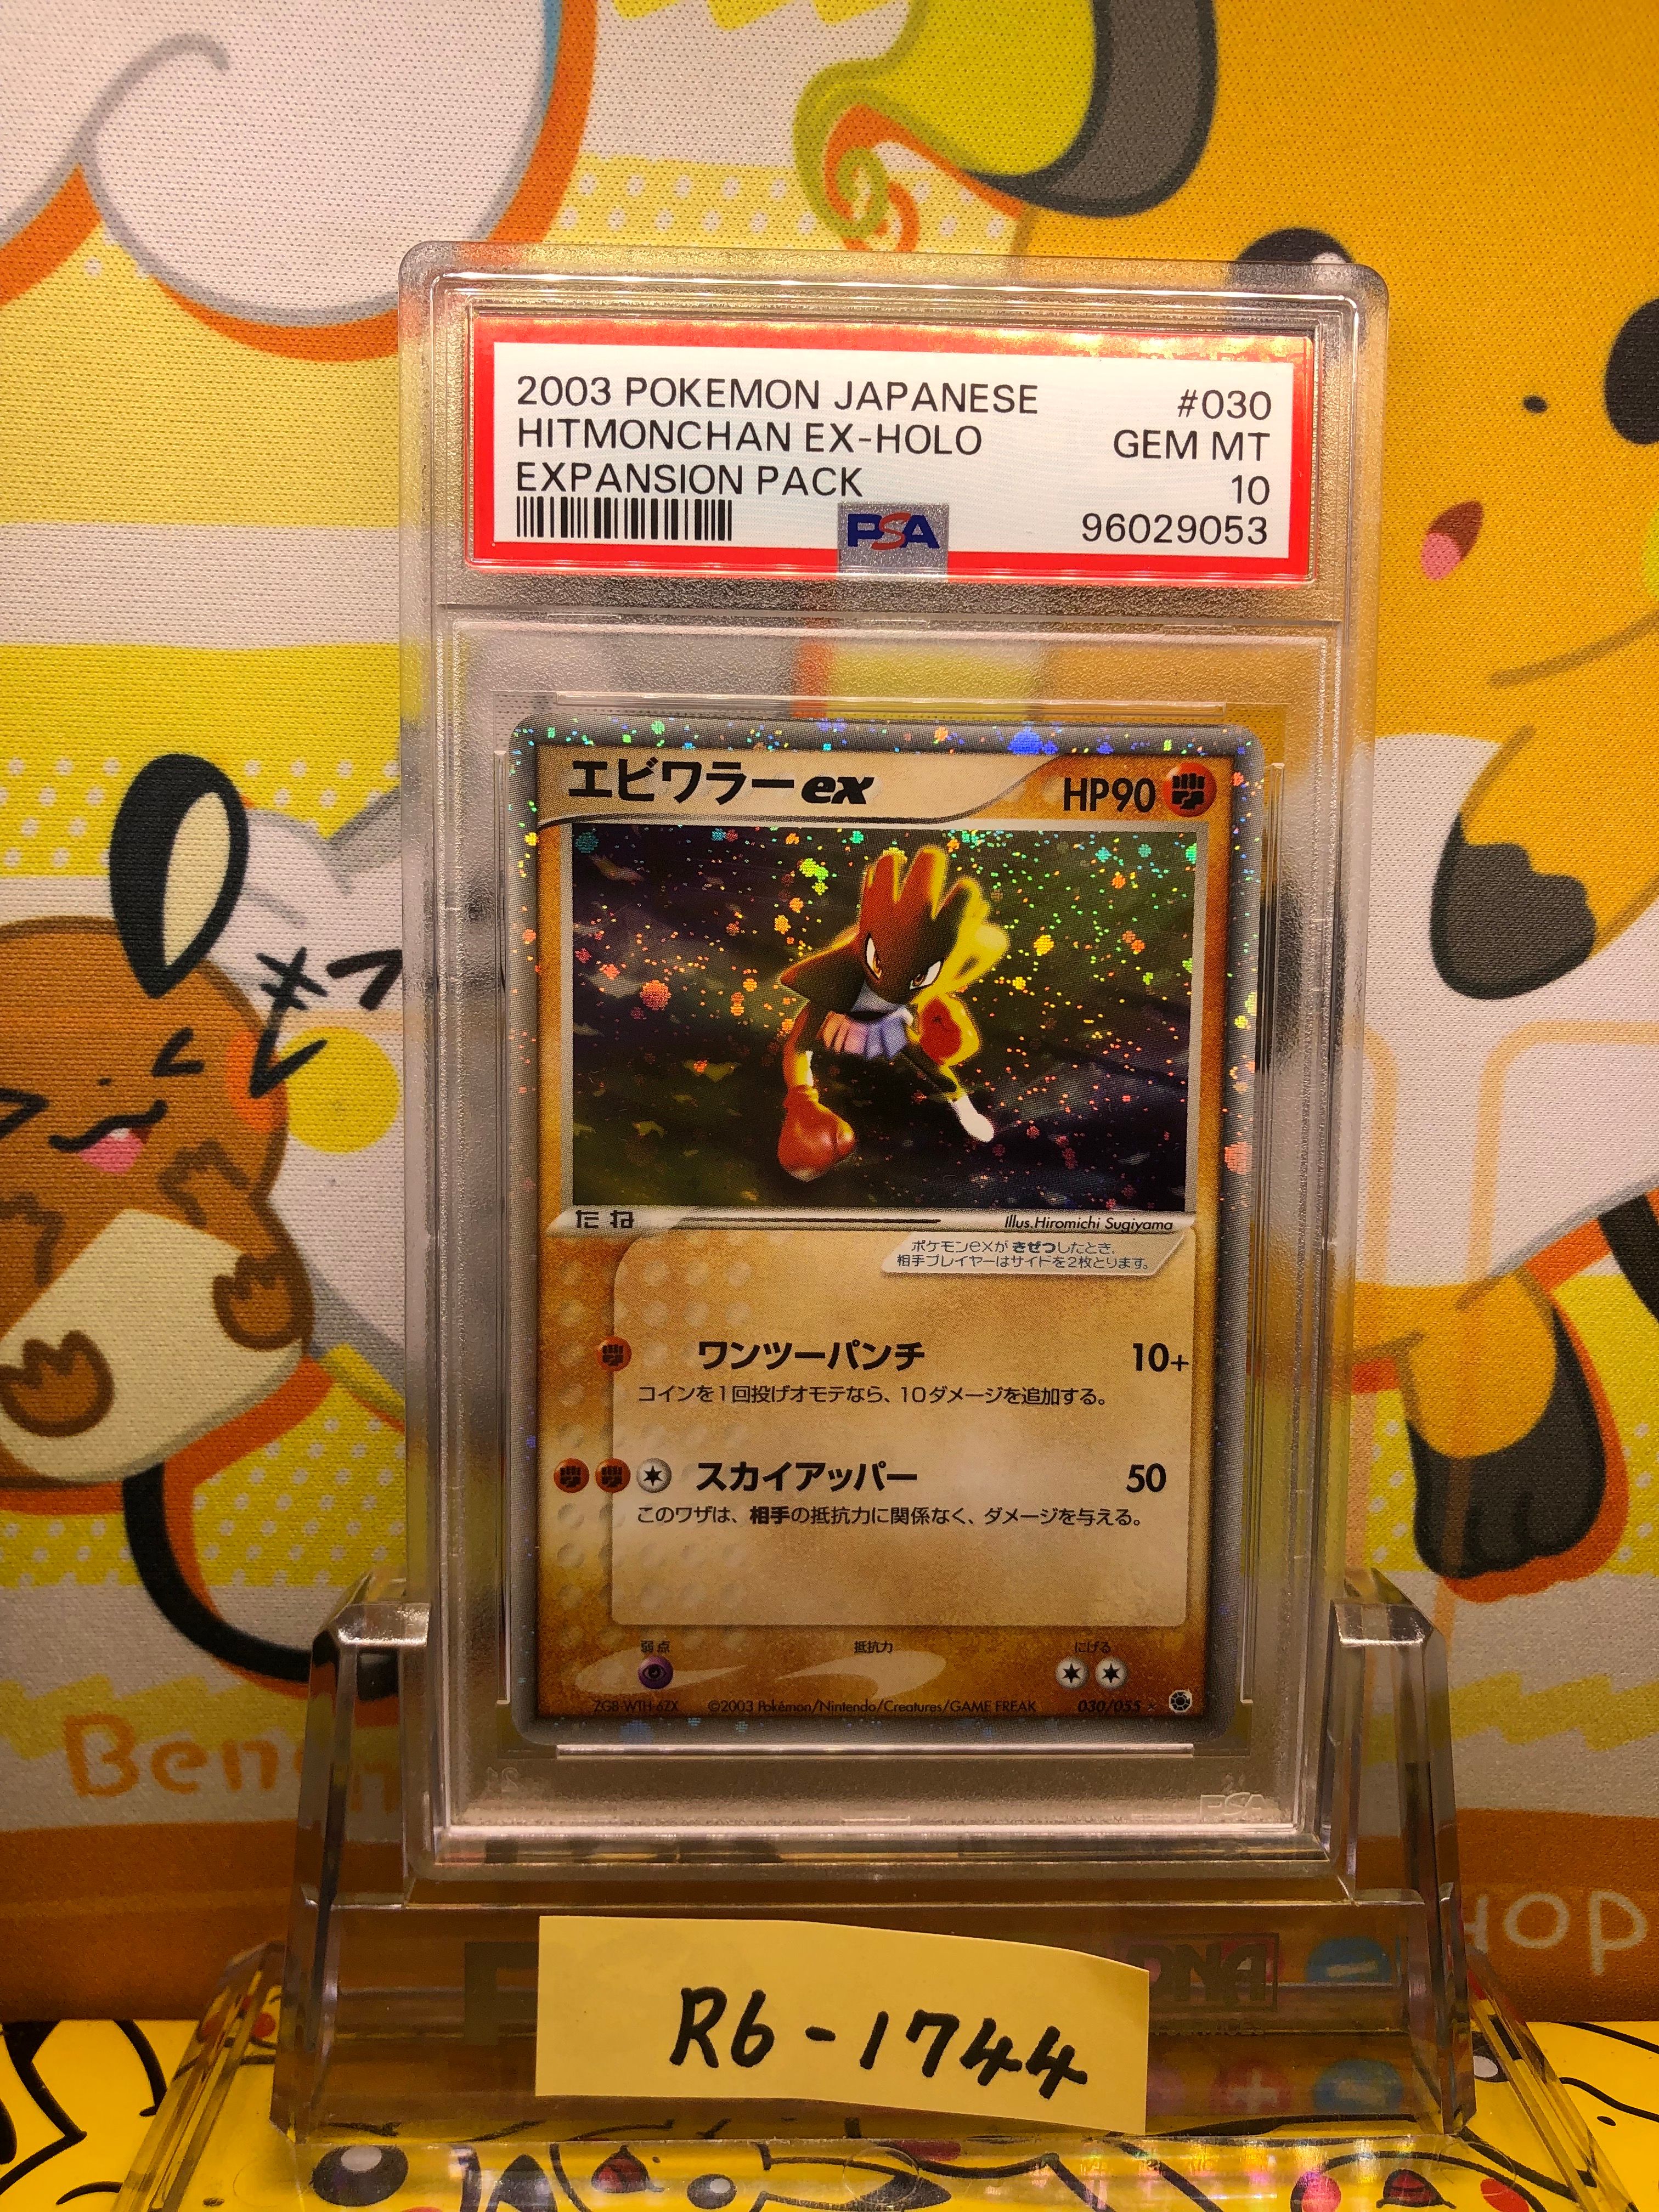 2003 POKEMON JAPANESE #030
HITMONCHAN EX-HOLO GEM MT
EXPANSION PACK 10
PSA 96029053
エビワラーex HP90
たね
Illus.Hiromichi Sugiyama
ポケモンexがきぜつしたとき、
相手プレイヤーはサイドを2枚とります。
ワンツーパンチ 10+
コインを1回投げオモテなら、10ダメージを追加する。
スカイアッパー 50
このワザは、相手の抵抗力に関係なく、ダメージを与える。
弱点 抵抗力 にげる
ZGB-WTH-6ZX ©2003 Pokémon/Nintendo/Creatures/GAME FREAK 030/055
PSA
R6-1744